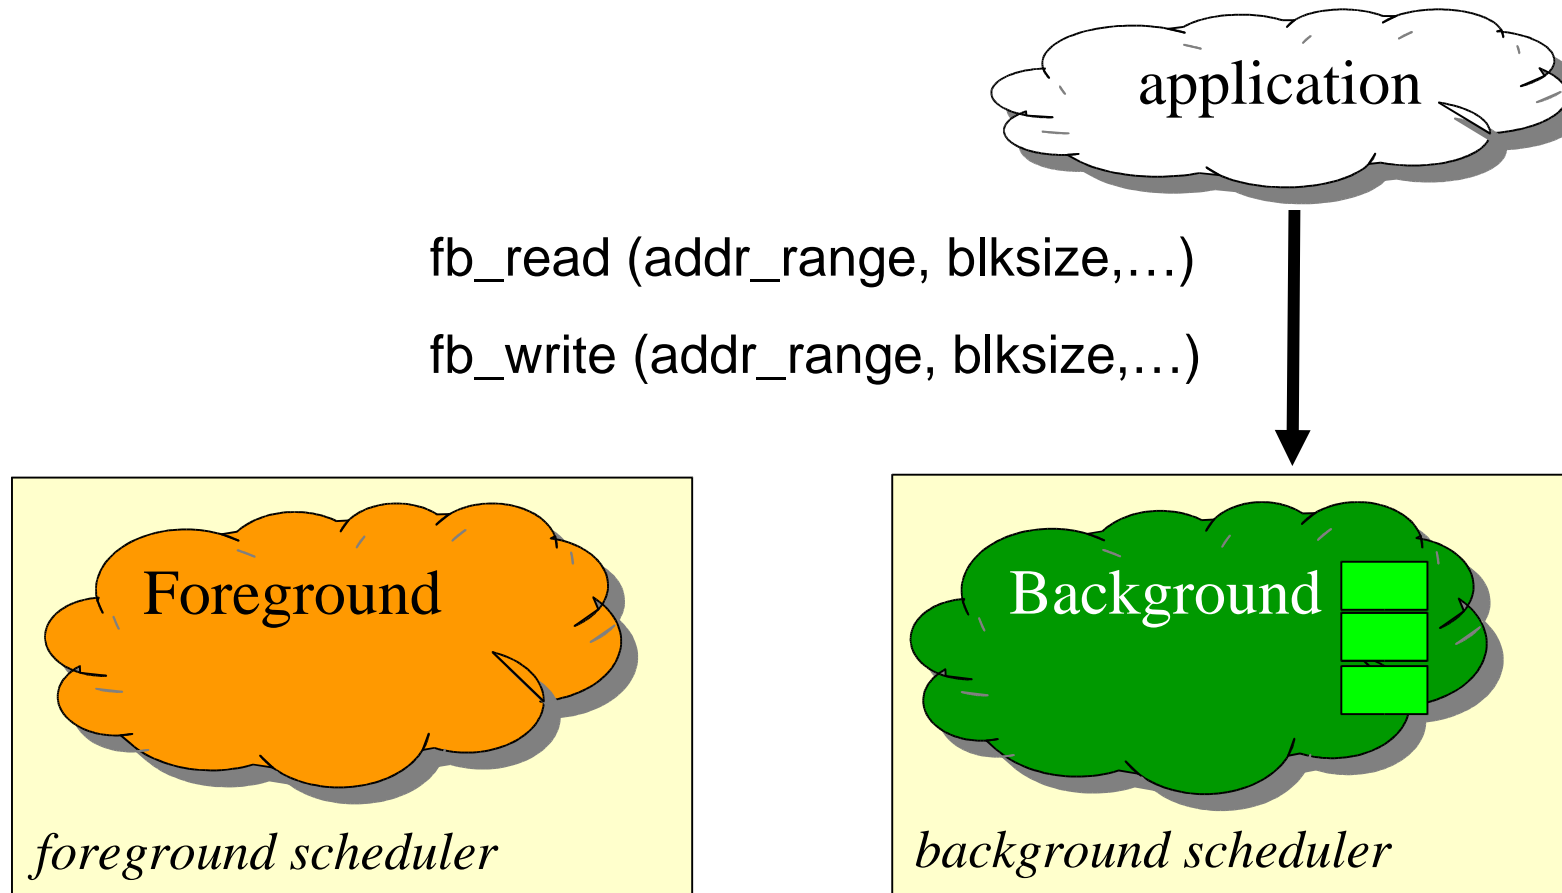 application
fb_read (addr_range, blksize,…)
fb_write (addr_range, blksize,…)
Foreground
Background
foreground scheduler
background scheduler